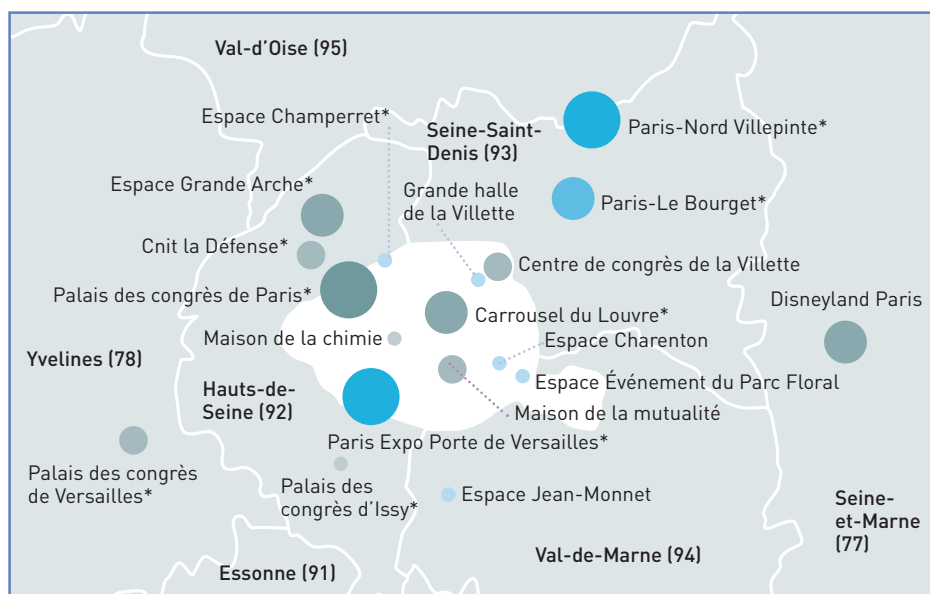 Val-d'Oise (95)
Espace Champerret*
Seine-Saint-
Denis (93)
Paris-Nord Villepinte*
Espace Grande Arche*
Grande halle
de la Villette
Paris-Le Bourget*
Cnit la Défense*
Centre de congrès de la Villette
Palais des congrès de Paris*
Disneyland Paris
Carrousel du Louvre*
Maison de la chimie
Espace Charenton
Yvelines (78)
Espace Événement du Parc Floral
Hauts-de-
Seine (92)
Maison de la mutualité
Paris Expo Porte de Versailles*
Palais des congrès
de Versailles*
Palais des
congrès d'Issy*
Espace Jean-Monnet
Seine-
et-Marne
(77)
Val-de-Marne (94)
Essonne (91)